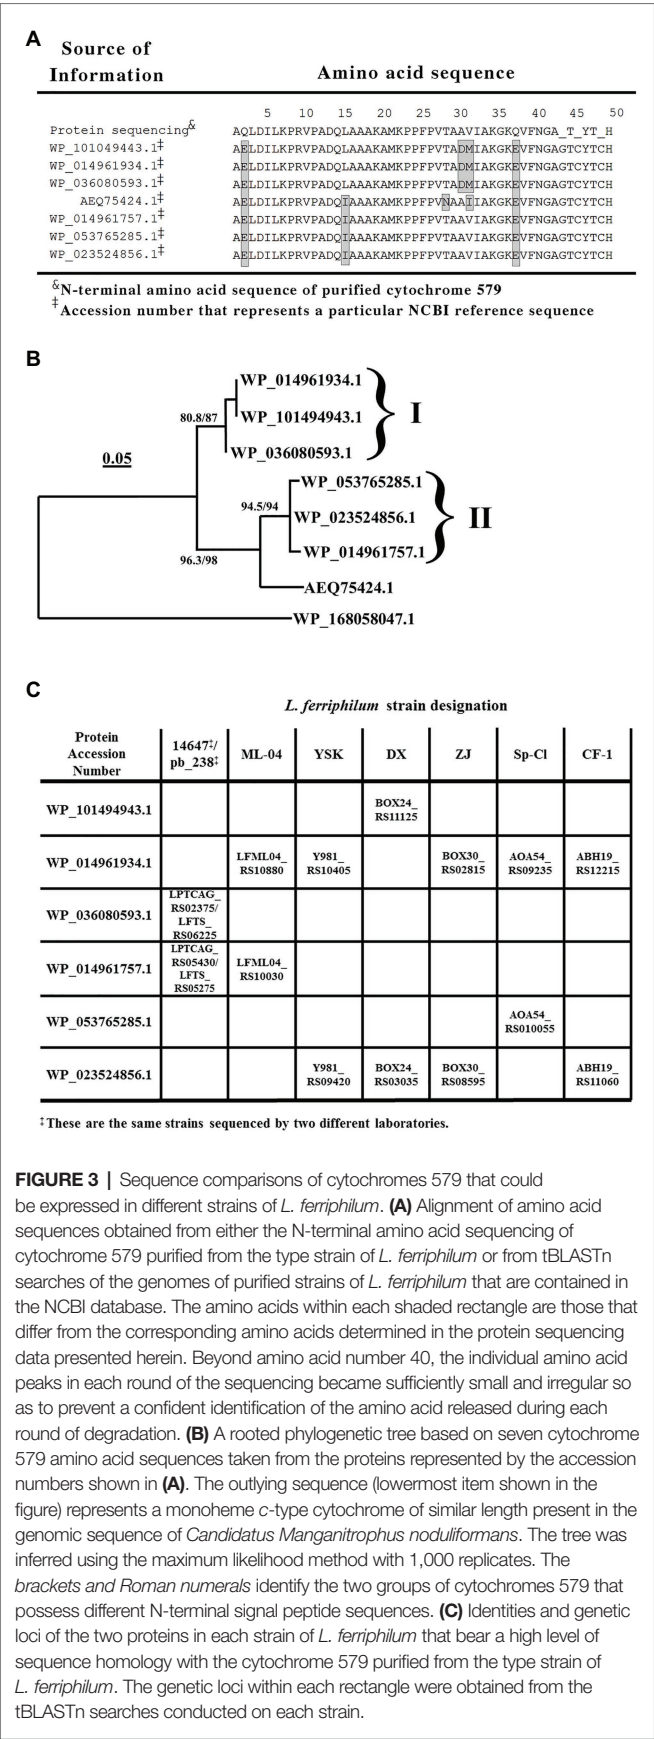 A
Source of
Information
Amino acid sequence
5 10 15 20 25 30 35 40 45 50
Protein sequencing& AQLDILKPRVPADQLAAAKAMKPPFPVTAAVIAKGKQVFNGA_T_YT_H
WP_101049443.1‡ AELDILKPRVPADQLAAAKAMKPPFPVTADMIAKGKEVFNGAGTCYTCH
WP_014961934.1‡ AELDILKPRVPADQLAAAKAMKPPFPVTADMIAKGKEVFNGAGTCYTCH
WP_036080593.1‡ AELDILKPRVPADQLAAAKAMKPPFPVTADMIAKGKEVFNGAGTCYTCH
AEQ75424.1‡ AELDILKPRVPADQIAAAKAMKPPFPVNAAIIAKGKEVFNGAGTCYTCH
WP_014961757.1‡ AELDILKPRVPADQIAAAKAMKPPFPVTAAVIAKGKEVFNGAGTCYTCH
WP_053765285.1‡ AELDILKPRVPADQIAAAKAMKPPFPVTAAVIAKGKEVFNGAGTCYTCH
WP_023524856.1‡ AELDILKPRVPADQIAAAKAMKPPFPVTAAVIAKGKEVFNGAGTCYTCH
&N-terminal amino acid sequence of purified cytochrome 579
‡Accession number that represents a particular NCBI reference sequence
B
WP_014961934.1
80.8/87
WP_101494943.1
I
WP_036080593.1
0.05
WP_053765285.1
94.5/94
WP_023524856.1
II
WP_014961757.1
96.3/98
AEQ75424.1
WP_168058047.1
C
L. ferriphilum strain designation
Protein
Accession
Number
14647‡/
pb_238‡
ML-04
YSK
DX
ZJ
Sp-Cl
CF-1
WP_101494943.1
BOX24_
RS11125
WP_014961934.1
LFML04_
RS10880
Y981_
RS10405
BOX30_
RS02815
AOA54_
RS09235
ABH19_
RS12215
WP_036080593.1
LPTCAG_
RS02375/
LFTS_
RS06225
WP_014961757.1
LPTCAG_
RS05430/
LFTS_
RS05275
LFML04_
RS10030
WP_053765285.1
AOA54_
RS010055
WP_023524856.1
Y981_
RS09420
BOX24_
RS03035
BOX30_
RS08595
ABH19_
RS11060
‡These are the same strains sequenced by two different laboratories.
FIGURE 3 | Sequence comparisons of cytochromes 579 that could
be expressed in different strains of L. ferriphilum. (A) Alignment of amino acid
sequences obtained from either the N-terminal amino acid sequencing of
cytochrome 579 purified from the type strain of L. ferriphilum or from tBLASTn
searches of the genomes of purified strains of L. ferriphilum that are contained in
the NCBI database. The amino acids within each shaded rectangle are those that
differ from the corresponding amino acids determined in the protein sequencing
data presented herein. Beyond amino acid number 40, the individual amino acid
peaks in each round of the sequencing became sufficiently small and irregular so
as to prevent a confident identification of the amino acid released during each
round of degradation. (B) A rooted phylogenetic tree based on seven cytochrome
579 amino acid sequences taken from the proteins represented by the accession
numbers shown in (A). The outlying sequence (lowermost item shown in the
figure) represents a monoheme c-type cytochrome of similar length present in the
genomic sequence of Candidatus Manganitrophus noduliformans. The tree was
inferred using the maximum likelihood method with 1,000 replicates. The
brackets and Roman numerals identify the two groups of cytochromes 579 that
possess different N-terminal signal peptide sequences. (C) Identities and genetic
loci of the two proteins in each strain of L. ferriphilum that bear a high level of
sequence homology with the cytochrome 579 purified from the type strain of
L. ferriphilum. The genetic loci within each rectangle were obtained from the
tBLASTn searches conducted on each strain.